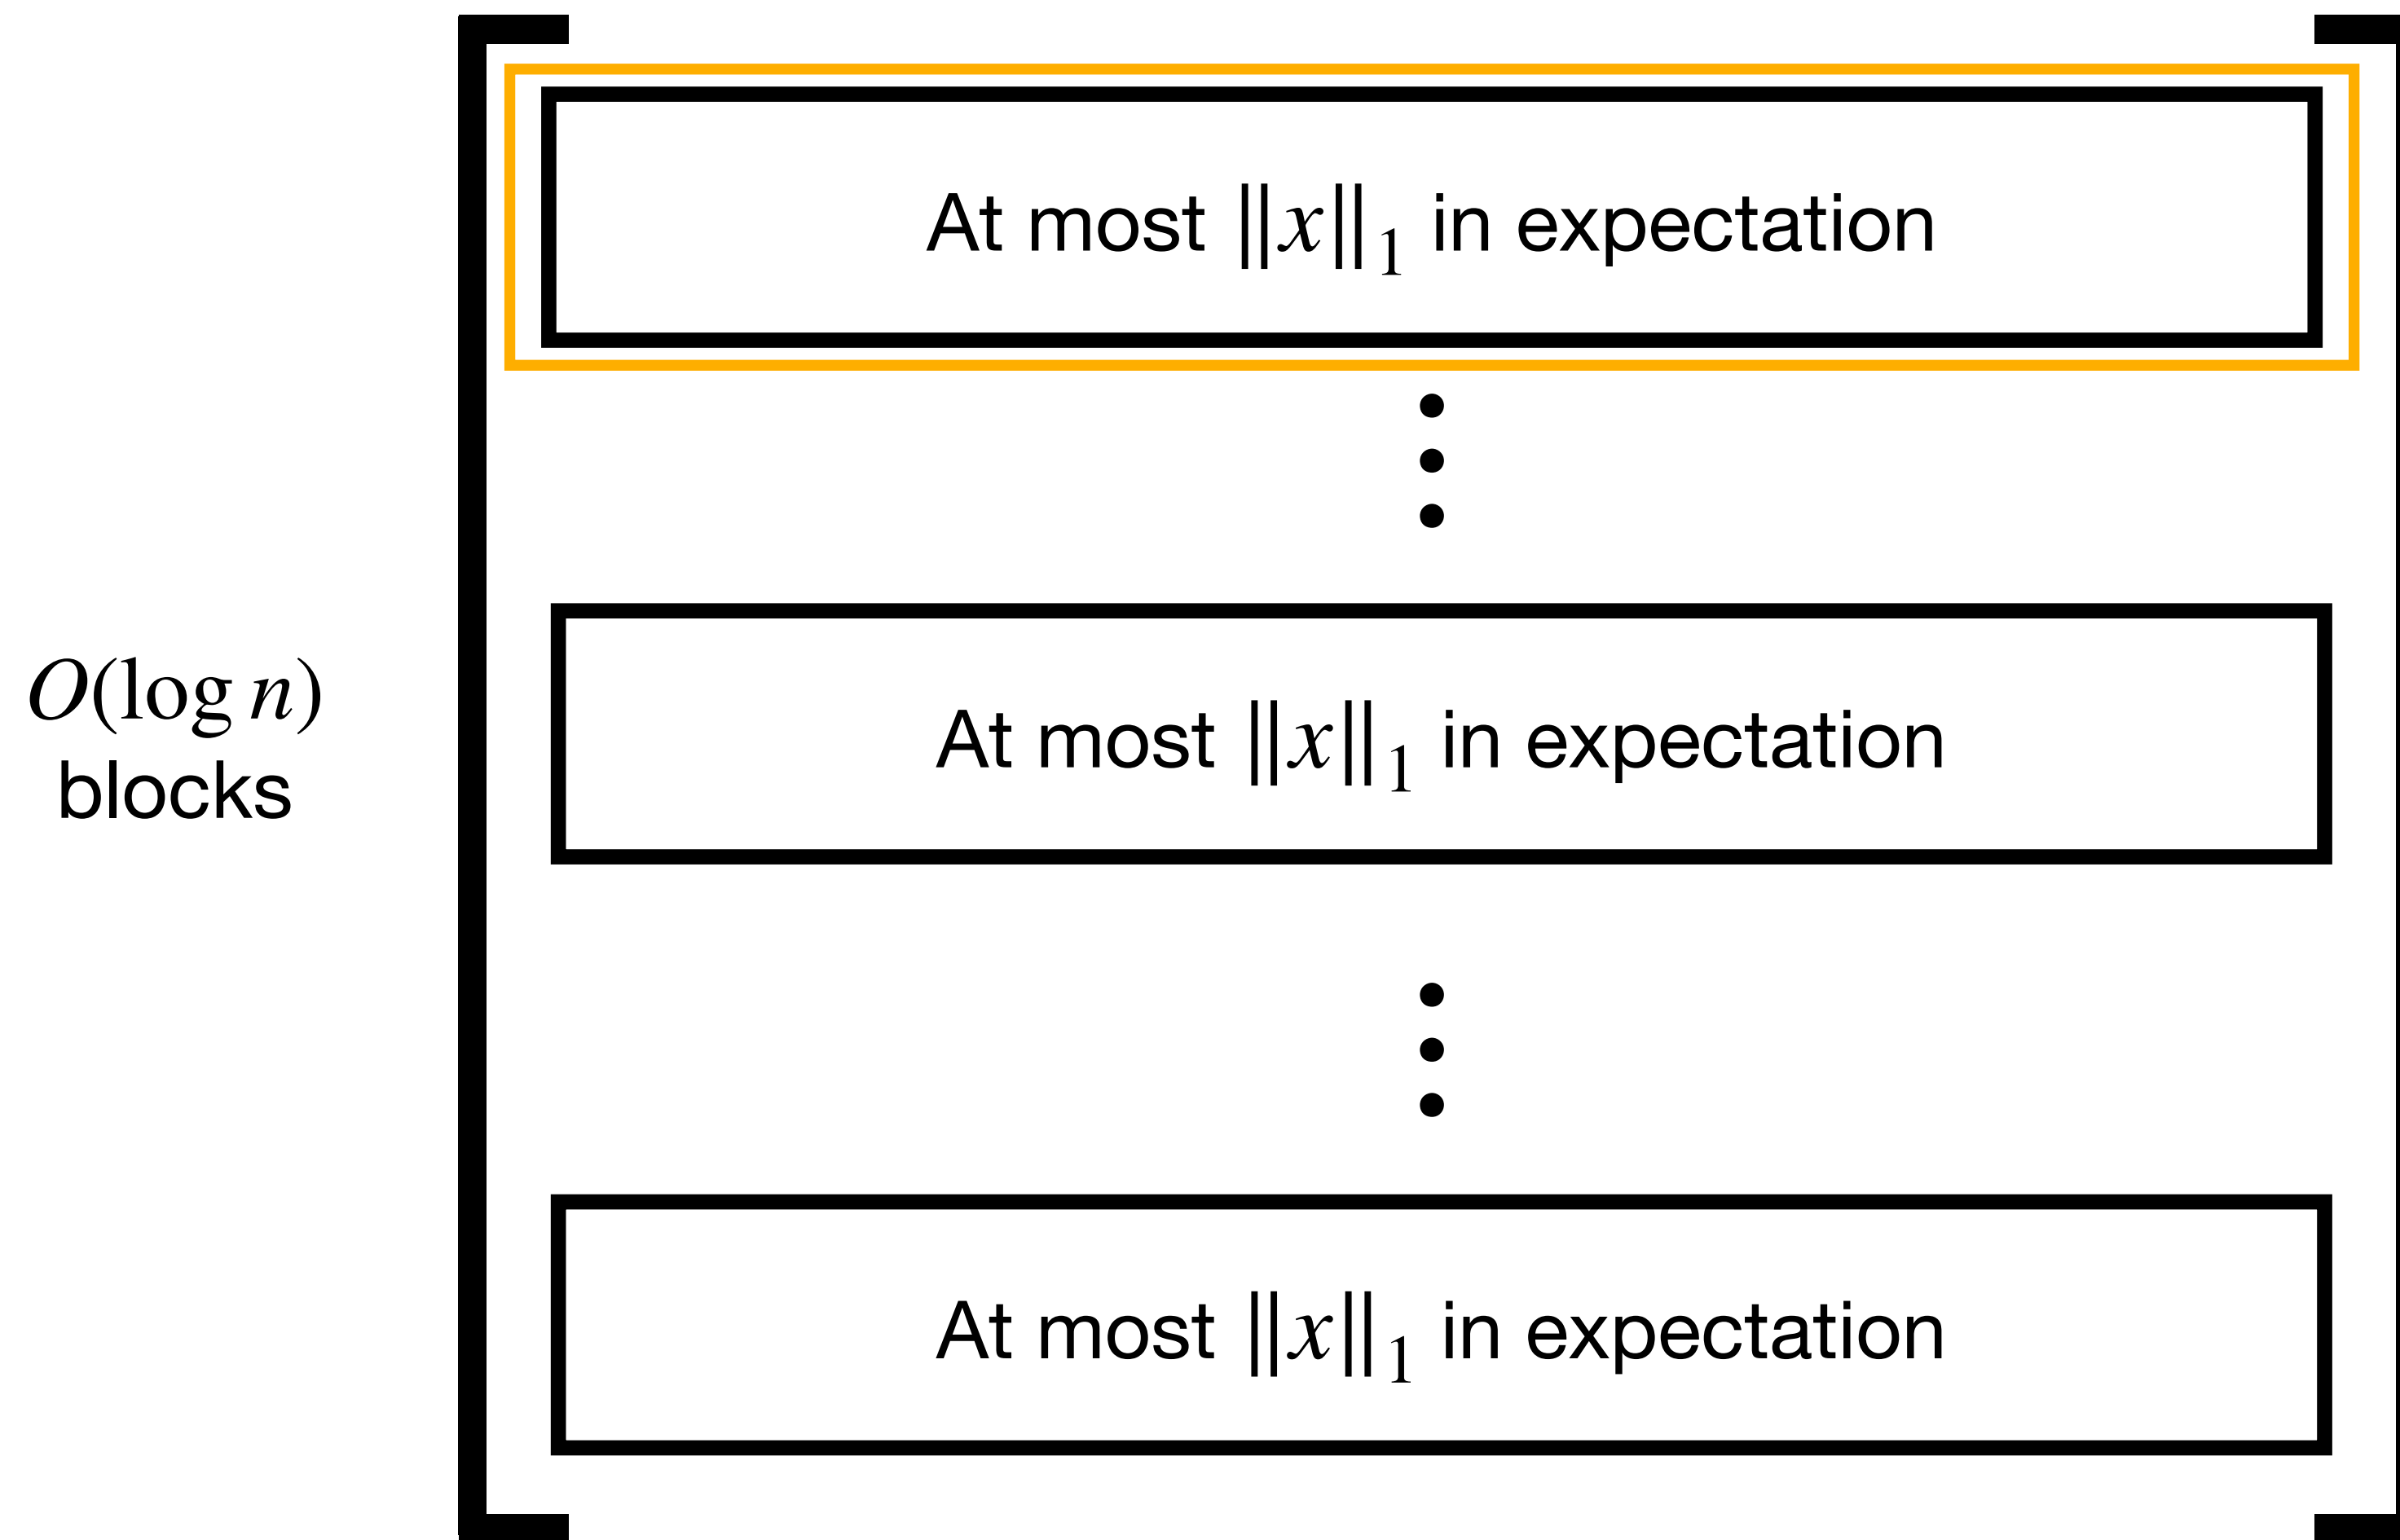 At most ||x||₁ in expectation
O(log n)
blocks
At most ||x||₁ in expectation
At most ||x||₁ in expectation